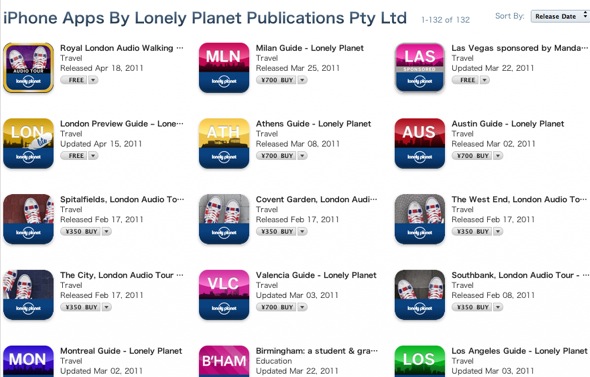 iPhone Apps By Lonely Planet Publications Pty Ltd 1-132 of 132 Sort By: Release Date
Royal London Audio Walking ···
Travel
Released Apr 18, 2011
FREE
AUDIO TOUR
lonely planet
Milan Guide - Lonely Planet
Travel
Released Mar 25, 2011
¥700 BUY
MLN
lonely planet
Las Vegas sponsored by Manda···
Travel
Updated Mar 22, 2011
FREE
LAS
SPONSORED
lonely planet
London Preview Guide – Lone···
Travel
Updated Apr 15, 2011
FREE
LON
lonely planet
Athens Guide - Lonely Planet
Travel
Released Mar 08, 2011
¥700 BUY
ATH
lonely planet
Austin Guide - Lonely Planet
Travel
Released Mar 02, 2011
¥700 BUY
AUS
lonely planet
Spitalfields, London Audio To···
Travel
Released Feb 17, 2011
¥350 BUY
lonely planet
Covent Garden, London Audi···
Travel
Released Feb 17, 2011
¥350 BUY
lonely planet
The West End, London Audio To···
Travel
Released Feb 17, 2011
¥350 BUY
lonely planet
The City, London Audio Tour ···
Travel
Released Feb 17, 2011
¥350 BUY
lonely planet
Valencia Guide - Lonely Planet
Travel
Updated Mar 03, 2011
¥700 BUY
VLC
lonely planet
Southbank, London Audio Tour - ···
Travel
Released Feb 08, 2011
¥350 BUY
lonely planet
Montreal Guide - Lonely Planet
Travel
Updated Mar 02, 2011
MON
Birmingham: a student & gra···
Education
Updated Mar 22, 2011
B'HAM
Los Angeles Guide - Lonely Planet
Travel
Updated Mar 03, 2011
LOS